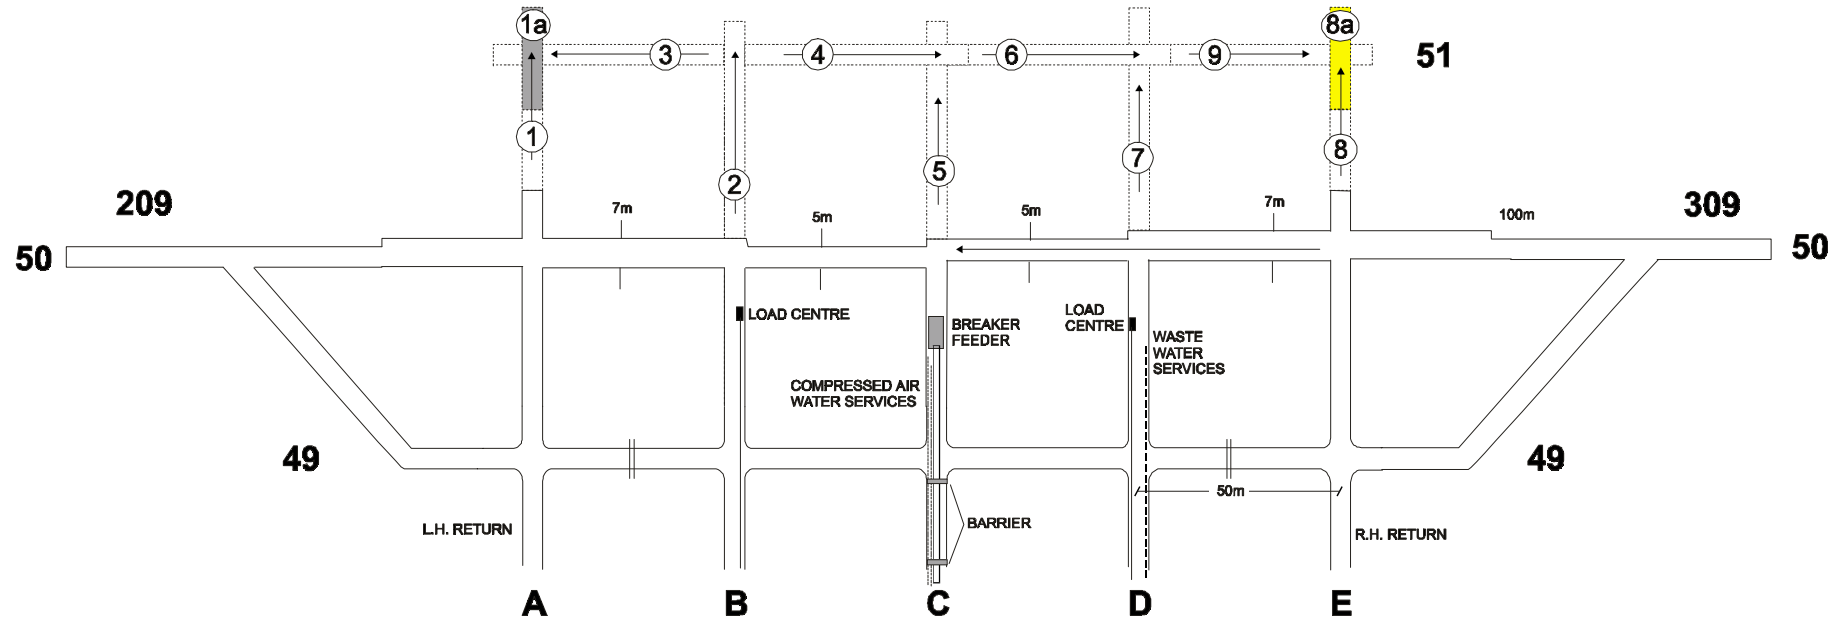 1a
8a
3
4
6
9
51
1
2
5
7
8
209
7m
5m
5m
7m
100m
309
50
50
LOAD CENTRE
LOAD
CENTRE
BREAKER
FEEDER
WASTE
WATER
SERVICES
COMPRESSED AIR
WATER SERVICES
49
49
50m
L.H. RETURN
BARRIER
R.H. RETURN
A
B
C
D
E